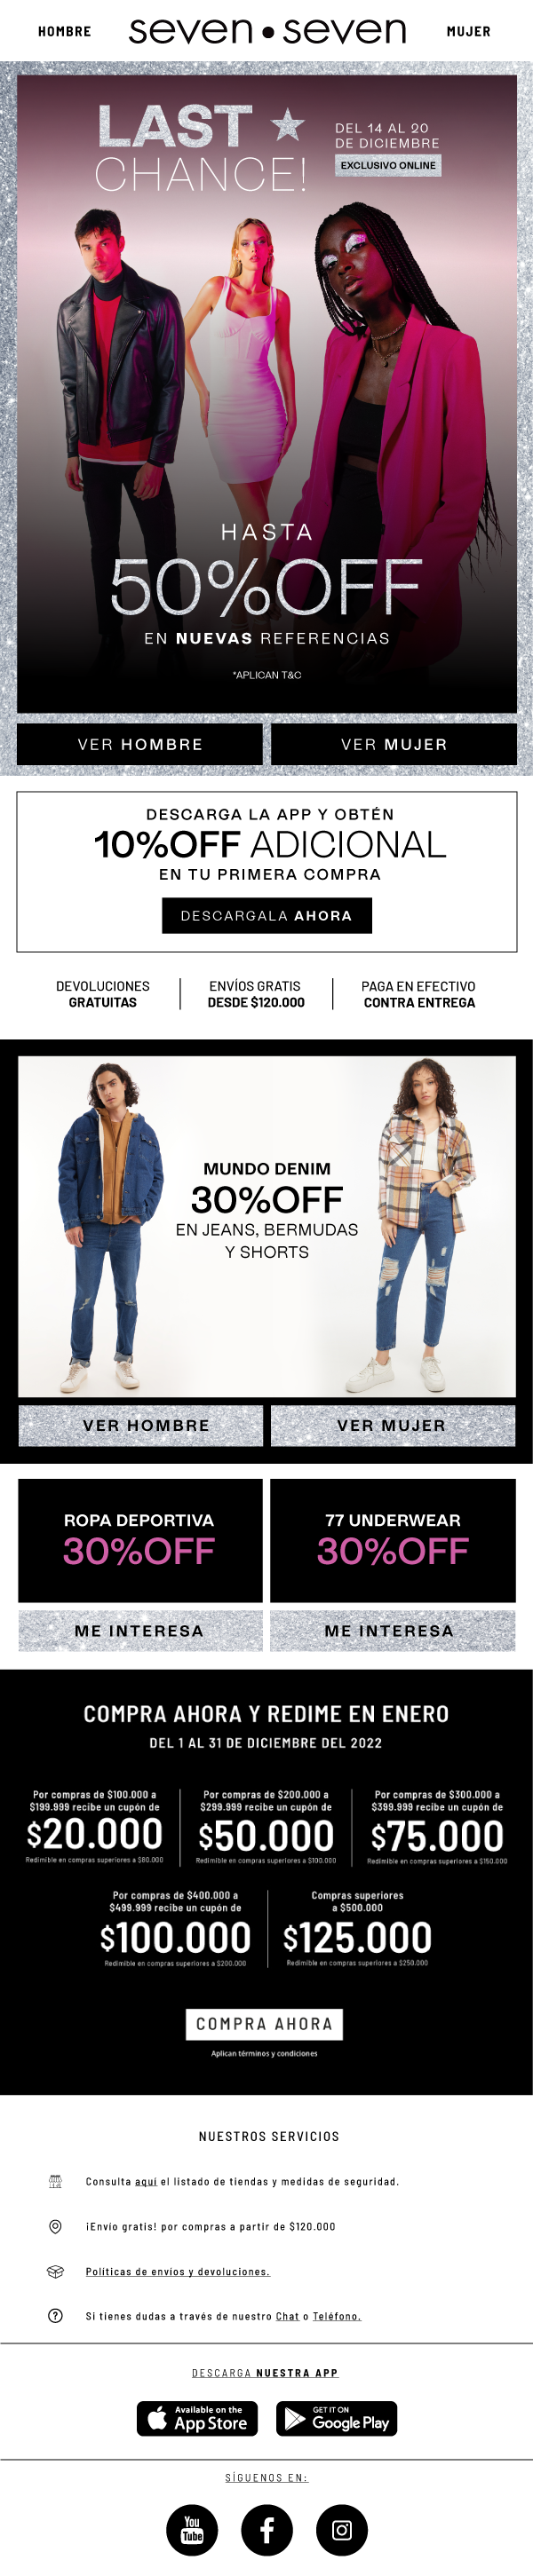 HOMBRE
seven•seven
MUJER
LAST
CHANCE!
DEL 14 AL 20
DE DICIEMBRE
EXCLUSIVO ONLINE
HASTA
50%OFF
EN NUEVAS REFERENCIAS
*APLICAN T&C
VER HOMBRE
VER MUJER
DESCARGA LA APP Y OBTÉN
10%OFF ADICIONAL
EN TU PRIMERA COMPRA
DESCARGALA AHORA
DEVOLUCIONES
GRATUITAS
ENVÍOS GRATIS
DESDE $120.000
PAGA EN EFECTIVO
CONTRA ENTREGA
MUNDO DENIM
30%OFF
EN JEANS, BERMUDAS
Y SHORTS
VER HOMBRE
VER MUJER
ROPA DEPORTIVA
30%OFF
77 UNDERWEAR
30%OFF
ME INTERESA
ME INTERESA
COMPRA AHORA Y REDIME EN ENERO
DEL 1 AL 31 DE DICIEMBRE DEL 2022
Por compras de $100.000 a
$199.999 recibe un cupón de
$20.000
Redimible en compras superiores a $80.000
Por compras de $200.000 a
$299.999 recibe un cupón de
$50.000
Redimible en compras superiores a $100.000
Por compras de $300.000 a
$399.999 recibe un cupón de
$75.000
Redimible en compras superiores a $150.000
Por compras de $400.000 a
$499.999 recibe un cupón de
$100.000
Redimible en compras superiores a $200.000
Compras superiores
a $500.000
$125.000
Redimible en compras superiores a $250.000
COMPRA AHORA
Aplican términos y condiciones
NUESTROS SERVICIOS
Consulta aquí el listado de tiendas y medidas de seguridad.
¡Envío gratis! por compras a partir de $120.000
Políticas de envíos y devoluciones.
Si tienes dudas a través de nuestro Chat o Teléfono.
DESCARGA NUESTRA APP
Available on the
App Store
GET IT ON
Google Play
SÍGUENOS EN:
You
Tube